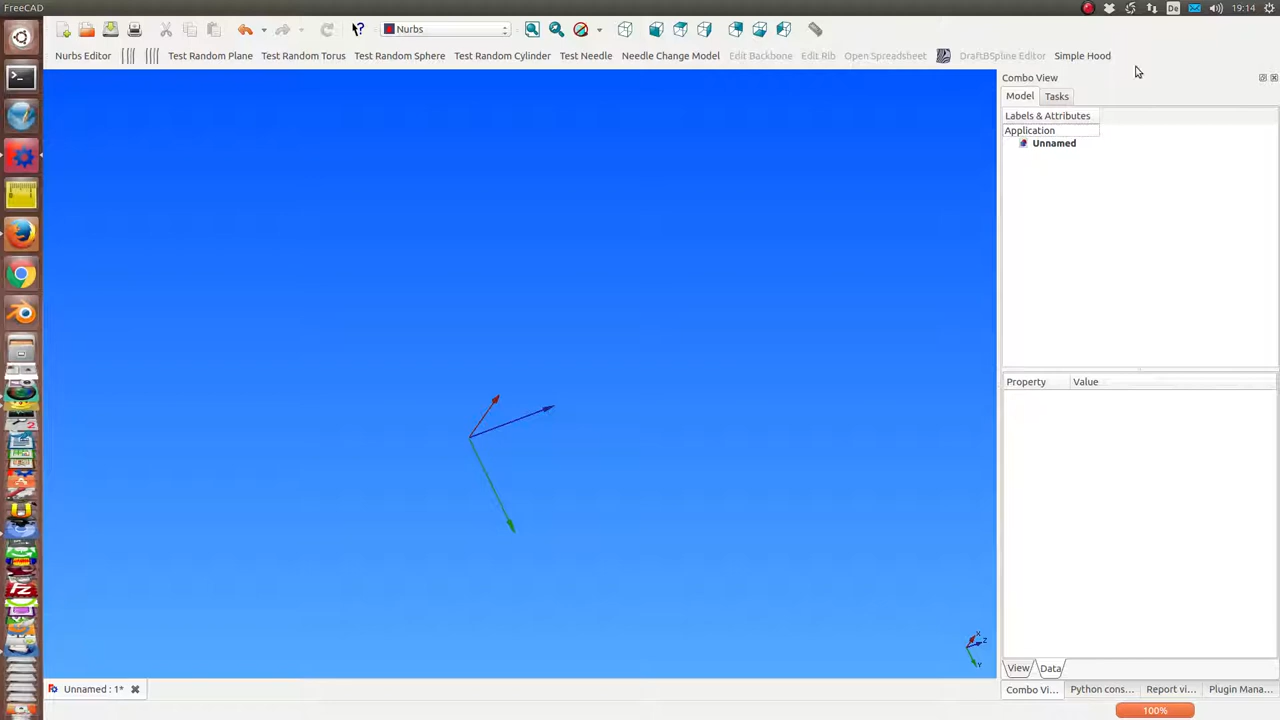 FreeCAD
De
19:14
Nurbs
Nurbs Editor
Test Random Plane
Test Random Torus
Test Random Sphere
Test Random Cylinder
Test Needle
Needle Change Model
Edit Backbone
Edit Rib
Open Spreadsheet
DraftBSpline Editor
Simple Hood
Combo View
Model
Tasks
Labels & Attributes
Application
Unnamed
Property
Value
X
Z
Y
View
Data
Unnamed : 1*
Combo Vi...
Python cons...
Report vi...
Plugin Mana...
100%